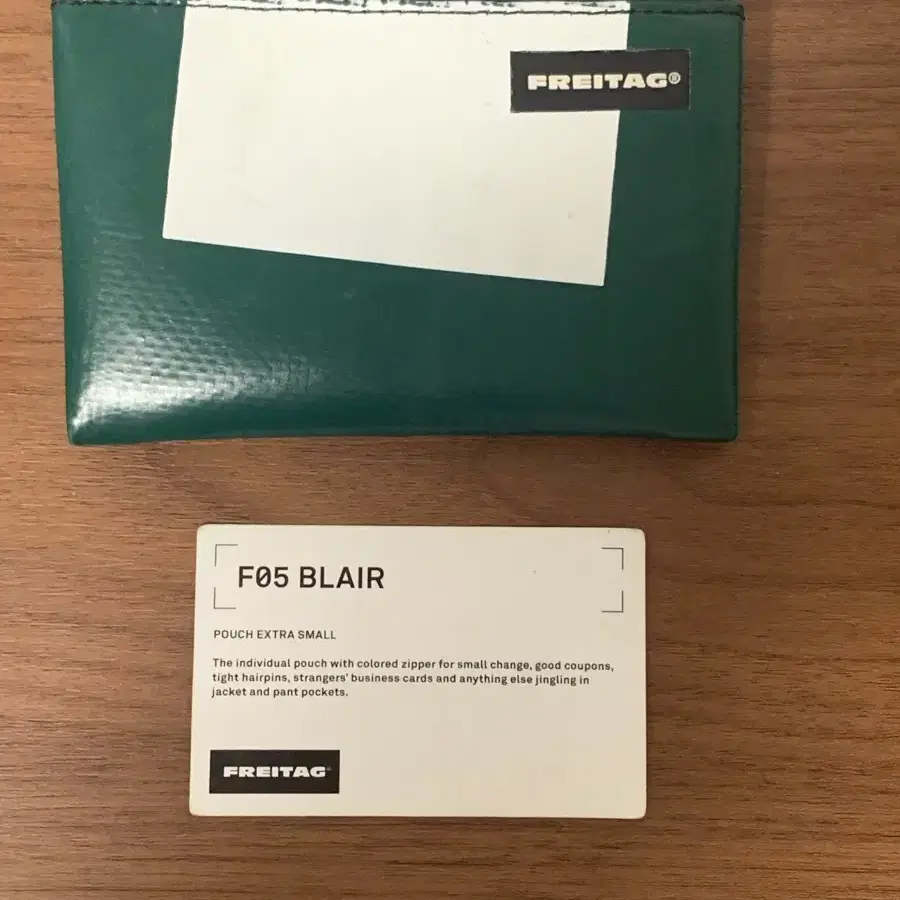 FREITAG®
F05 BLAIR
POUCH EXTRA SMALL
The individual pouch with colored zipper for small change, good coupons,
tight hairpins, strangers' business cards and anything else jingling in
jacket and pant pockets.
FREITAG®